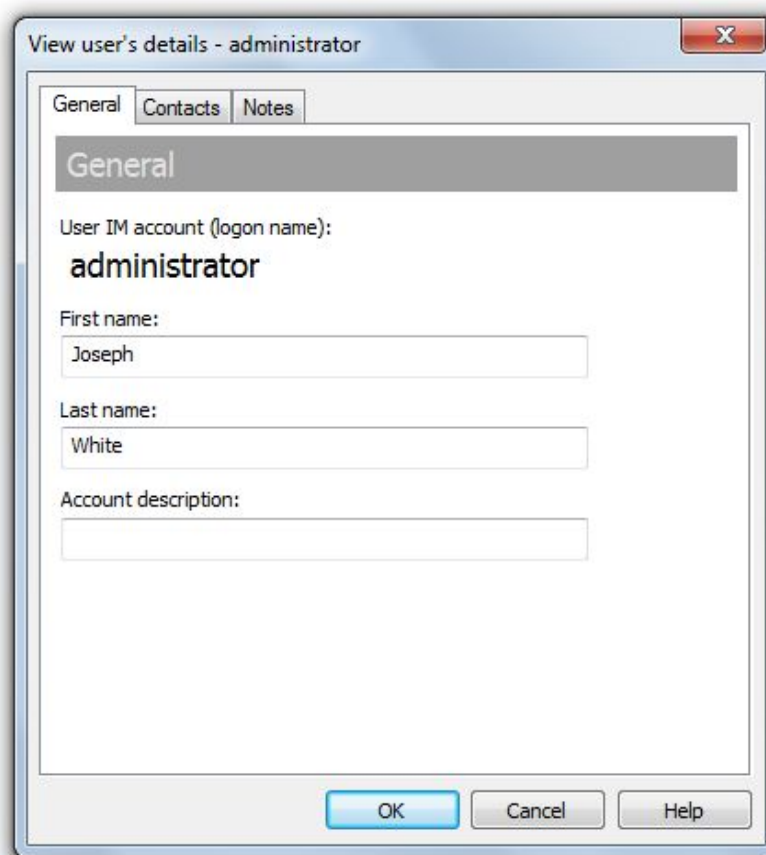 View user's details - administrator
General Contacts Notes
General
User IM account (logon name):
administrator
First name:
Joseph
Last name:
White
Account description:
OK Cancel Help